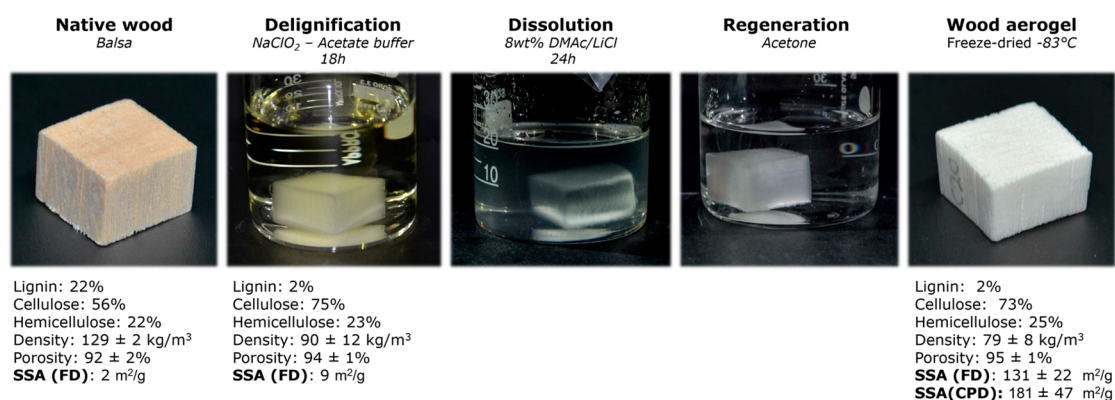 Native wood
Balsa
Delignification
NaClO₂ – Acetate buffer
18h
Dissolution
8wt% DMAc/LiCl
24h
Regeneration
Acetone
Wood aerogel
Freeze-dried -83°C
20
10
30
Lignin: 22%
Cellulose: 56%
Hemicellulose: 22%
Density: 129 ± 2 kg/m³
Porosity: 92 ± 2%
SSA (FD): 2 m²/g
Lignin: 2%
Cellulose: 75%
Hemicellulose: 23%
Density: 90 ± 12 kg/m³
Porosity: 94 ± 1%
SSA (FD): 9 m²/g
Lignin: 2%
Cellulose: 73%
Hemicellulose: 25%
Density: 79 ± 8 kg/m³
Porosity: 95 ± 1%
SSA (FD): 131 ± 22 m²/g
SSA(CPD): 181 ± 47 m²/g